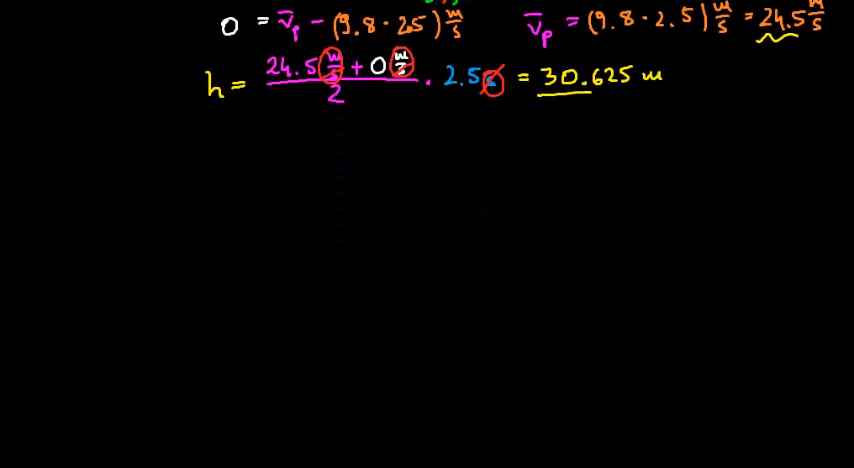 0 = v̄p − (9.8 · 2.5) m/s v̄p = (9.8 · 2.5) m/s = 24.5 m/s
h = (24.5 m/s + 0 m/s)/2 · 2.5 s = 30.625 m